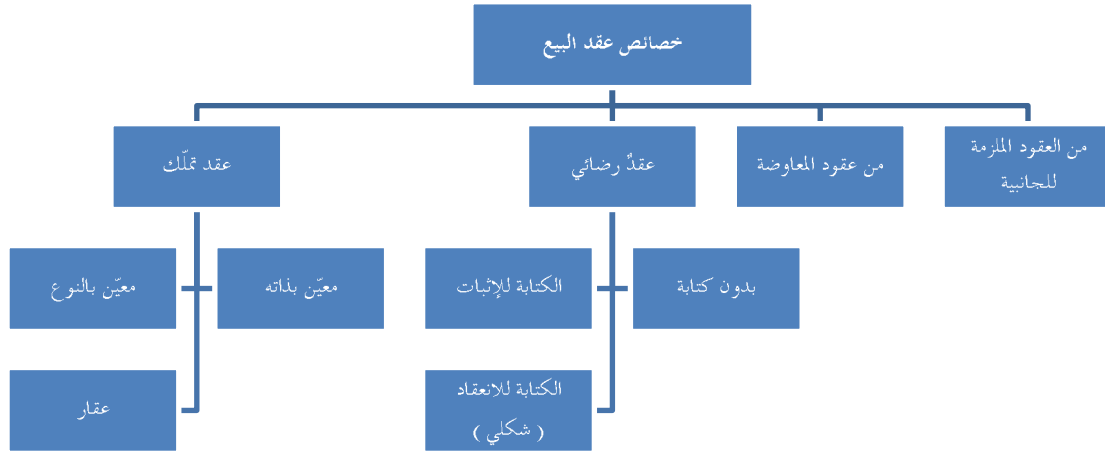 خصائص عقد البيع
من العقود الملزمة
للجانبية
من عقود المعاوضة
عقدٌ رضائي
عقد تملّك
بدون كتابة
الكتابة للإثبات
معيّن بذاته
معيّن بالنوع
الكتابة للانعقاد
( شكلي )
عقار